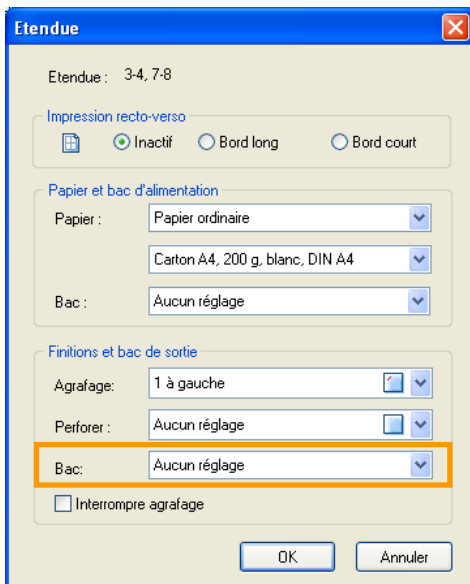 Etendue
Etendue : 3-4, 7-8
Impression recto-verso
Inactif Bord long Bord court
Papier et bac d'alimentation
Papier : Papier ordinaire
Carton A4, 200 g, blanc, DIN A4
Bac : Aucun réglage
Finitions et bac de sortie
Agrafage: 1 à gauche
Perforer : Aucun réglage
Bac: Aucun réglage
Interrompre agrafage
OK Annuler